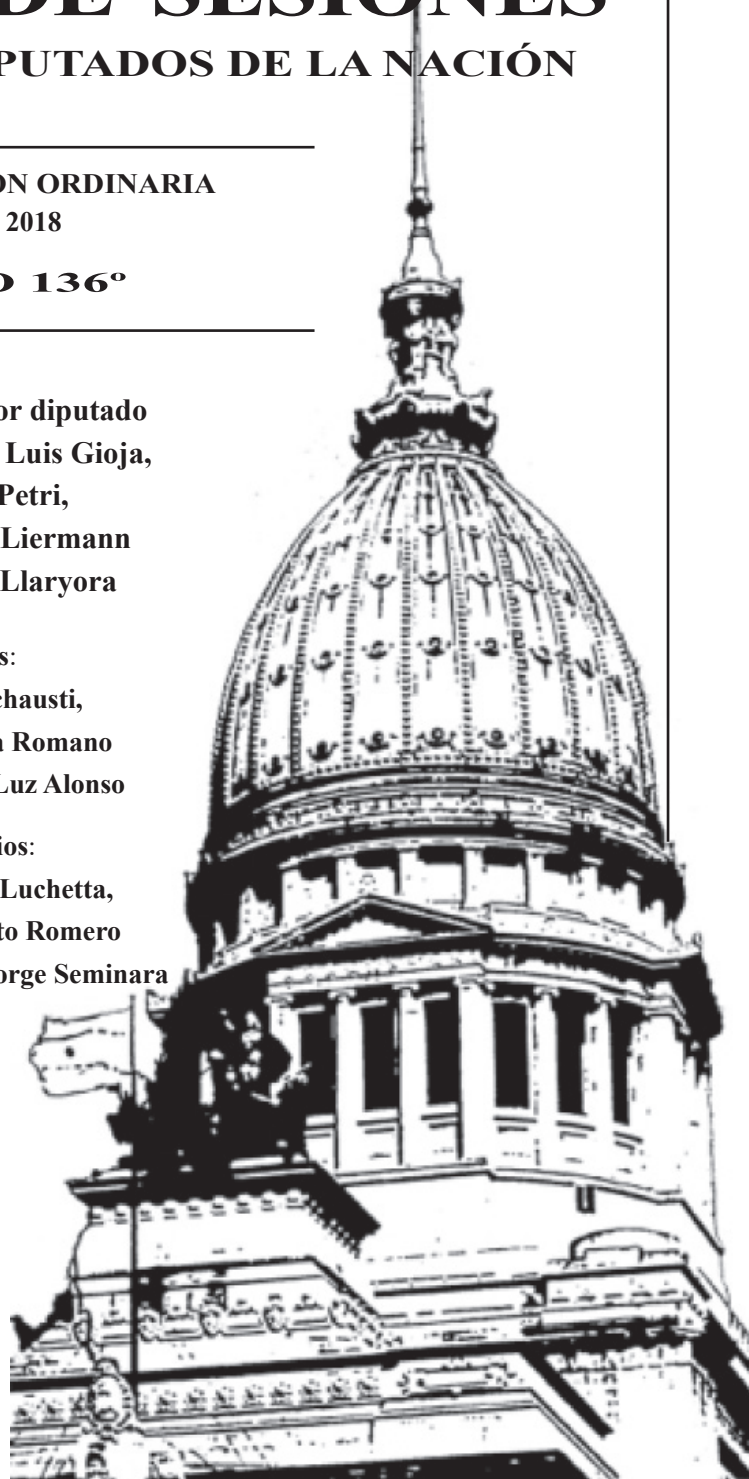 DE SESIONES
PUTADOS DE LA NACIÓN
ON ORDINARIA
2018
O 136º
or diputado
Luis Gioja,
Petri,
Liermann
Llaryora
s:
chausti,
a Romano
Luz Alonso
ios:
Luchetta,
to Romero
orge Seminara